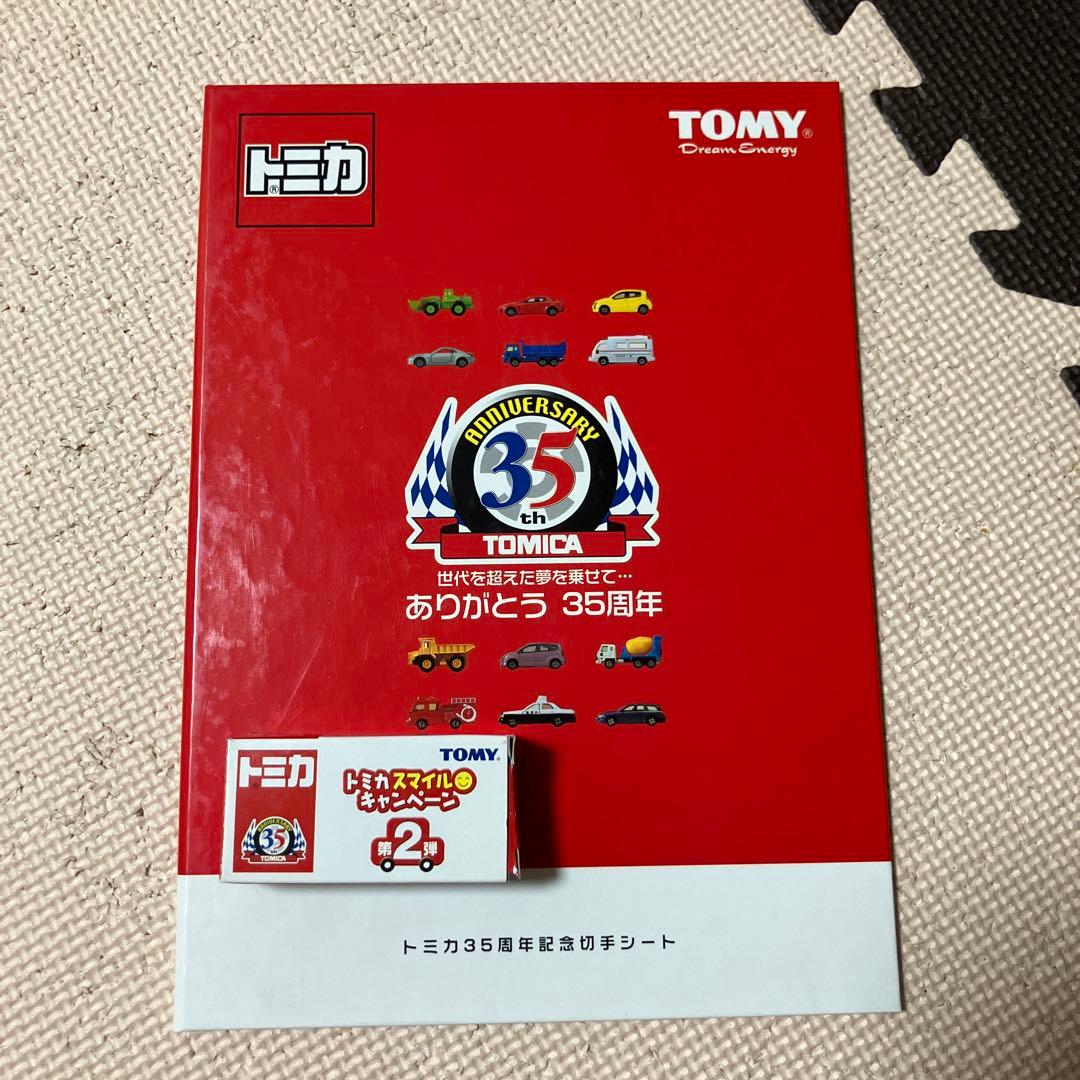 トミカ®
TOMY®
Dream Energy
ANNIVERSARY
35
th
TOMICA
世代を超えた夢を乗せて…
ありがとう 35周年
トミカ
TOMY®
トミカスマイル
キャンペーン
第2弾
ANNIVERSARY
35
th
TOMICA
トミカ35周年記念切手シート